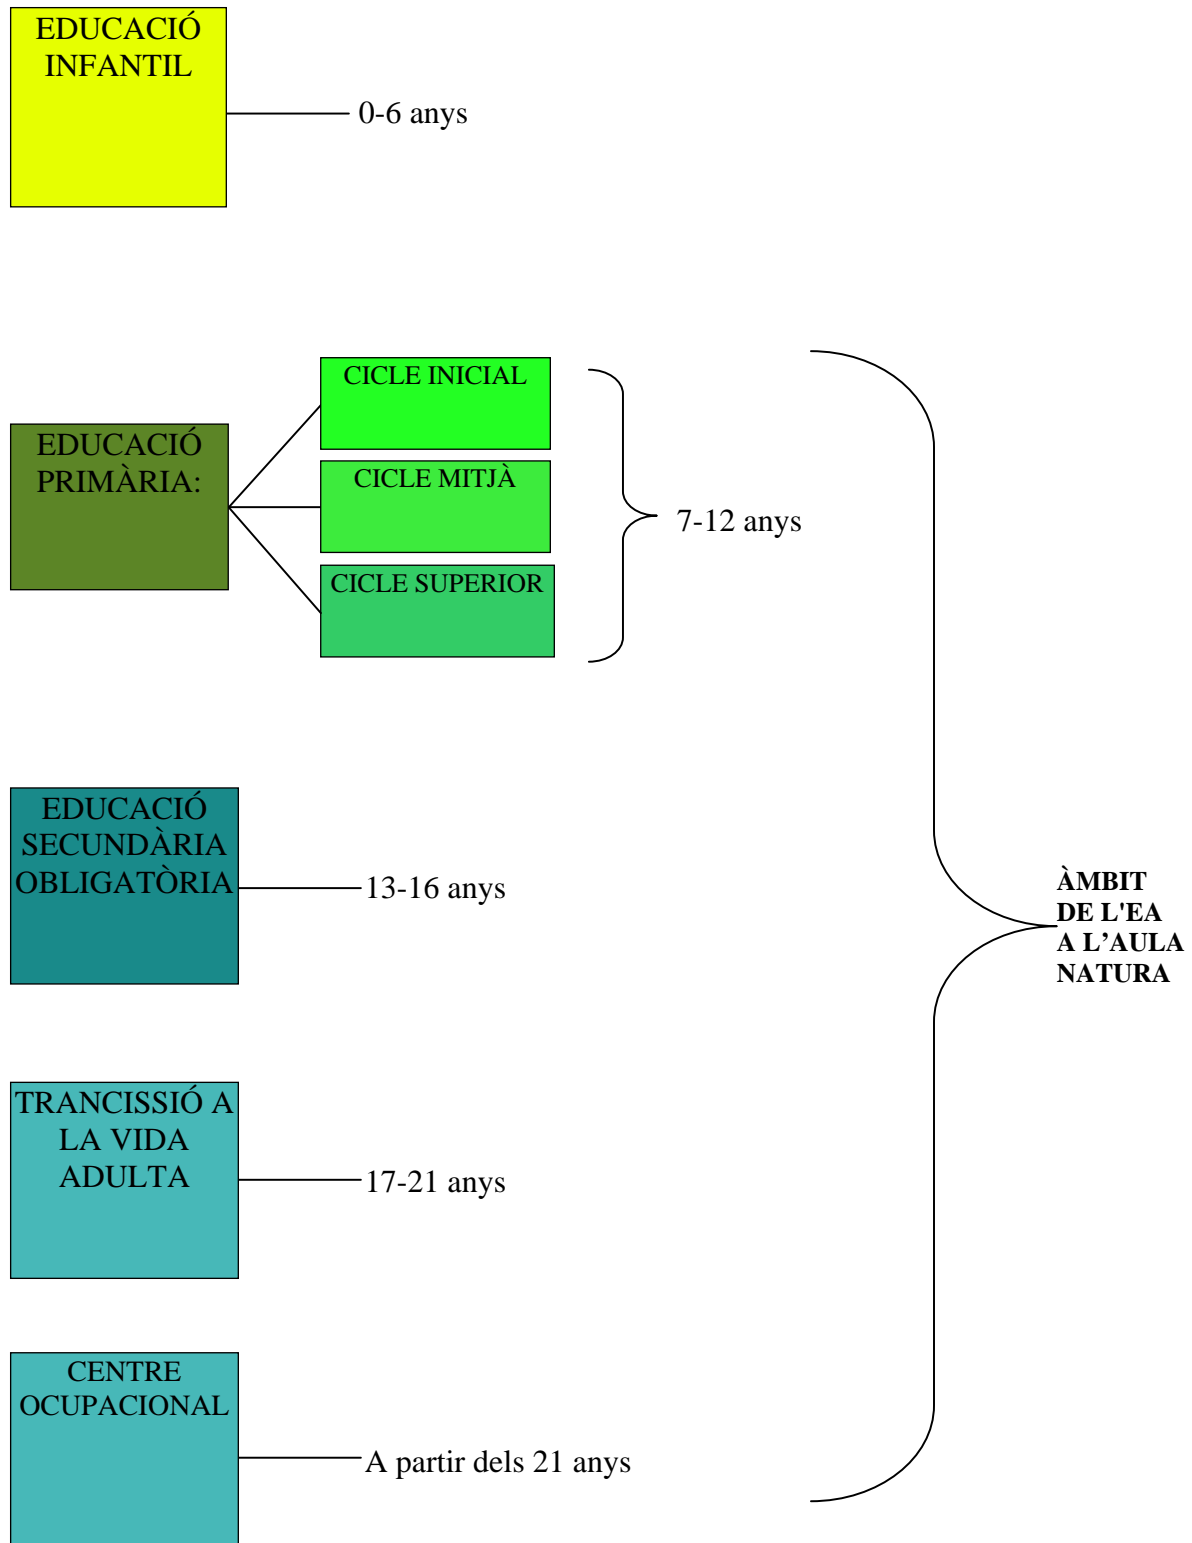 EDUCACIÓ
INFANTIL
0-6 anys
EDUCACIÓ
PRIMÀRIA:
CICLE INICIAL
CICLE MITJÀ
CICLE SUPERIOR
7-12 anys
EDUCACIÓ
SECUNDÀRIA
OBLIGATÒRIA
13-16 anys
ÀMBIT
DE L'EA
A L’AULA
NATURA
TRANCISSIÓ A
LA VIDA
ADULTA
17-21 anys
CENTRE
OCUPACIONAL
A partir dels 21 anys